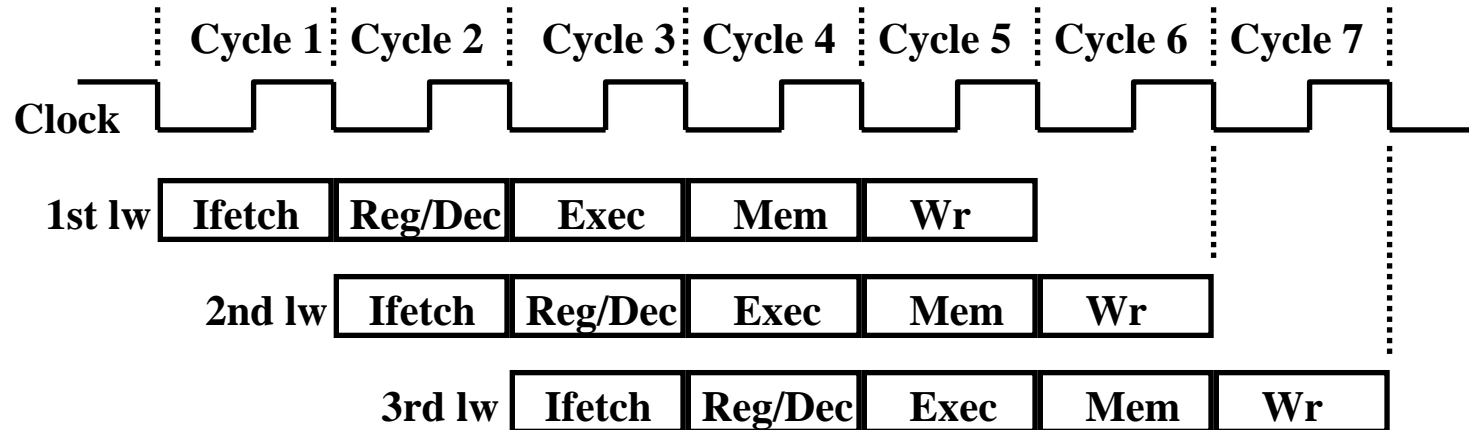 Cycle 1 Cycle 2 Cycle 3 Cycle 4 Cycle 5 Cycle 6 Cycle 7
Clock
1st lw Ifetch Reg/Dec Exec Mem Wr
2nd lw Ifetch Reg/Dec Exec Mem Wr
3rd lw Ifetch Reg/Dec Exec Mem Wr